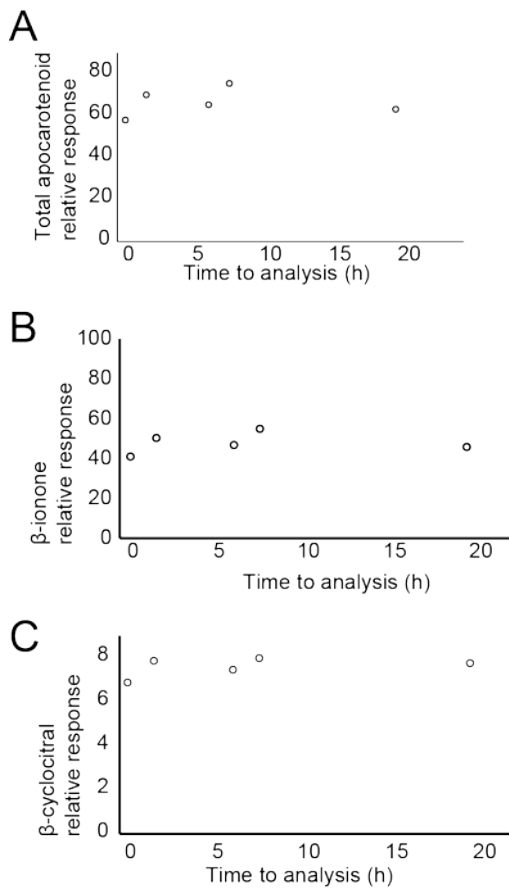 A
Total apocarotenoid
relative response
80
60
40
20
0
0 5 10 15 20
Time to analysis (h)
B
β-ionone
relative response
100
80
60
40
20
0
0 5 10 15 20
Time to analysis (h)
C
β-cyclocitral
relative response
8
6
4
2
0
0 5 10 15 20
Time to analysis (h)